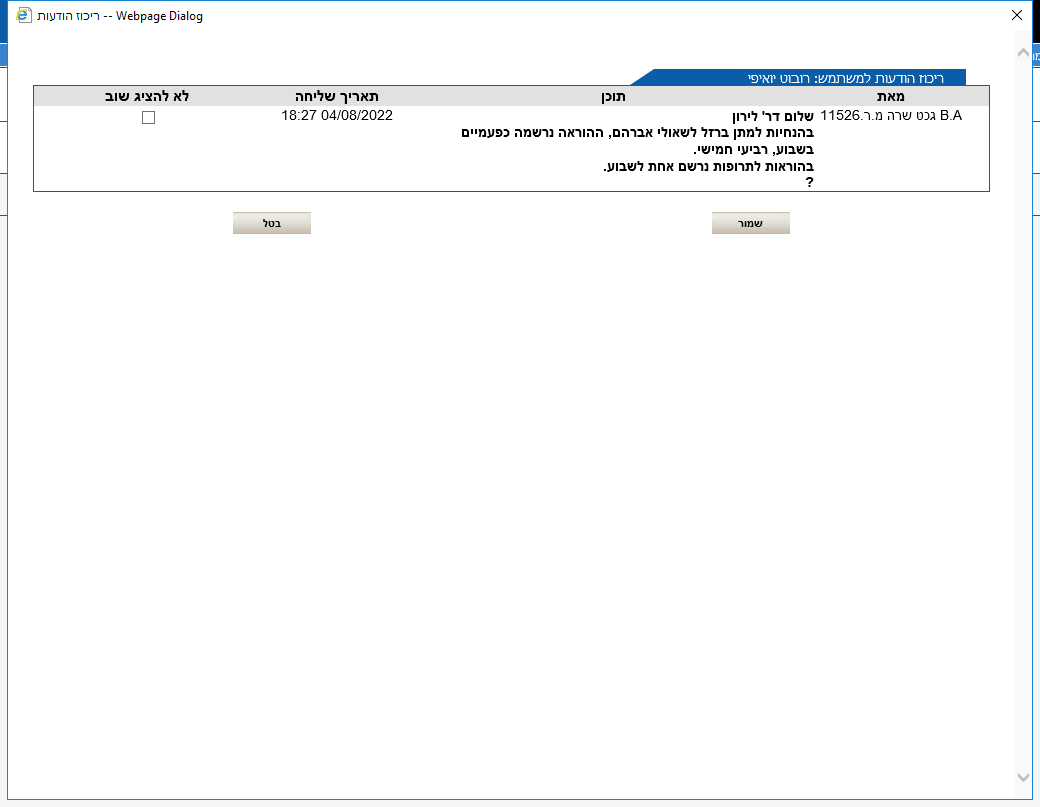 ריכוז הודעות -- Webpage Dialog
ריכוז הודעות למשתמש: רובוט יואיפי
מאת תוכן תאריך שליחה לא להציג שוב
B.A גכט שרה מ.ר.11526 שלום דר' לירון 04/08/2022 18:27
בהנחיות למתן ברזל לשאולי אברהם, ההוראה נרשמה כפעמיים
בשבוע, רביעי חמישי.
בהוראות לתרופות נרשם אחת לשבוע.
?
שמור בטל